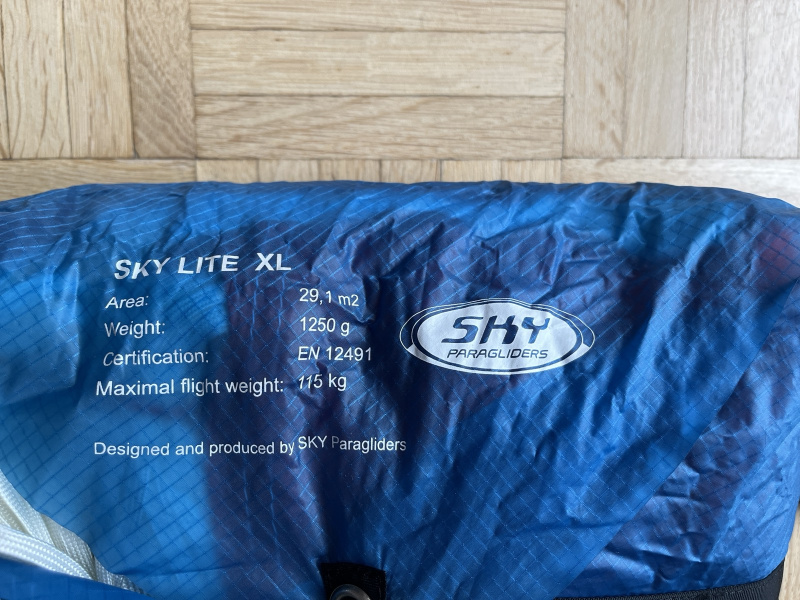 SKY LITE XL
Area: 29,1 m2
Weight: 1250 g
Certification: EN 12491
Maximal flight weight: 115 kg
Designed and produced by SKY Paragliders
SKY
PARAGLIDERS